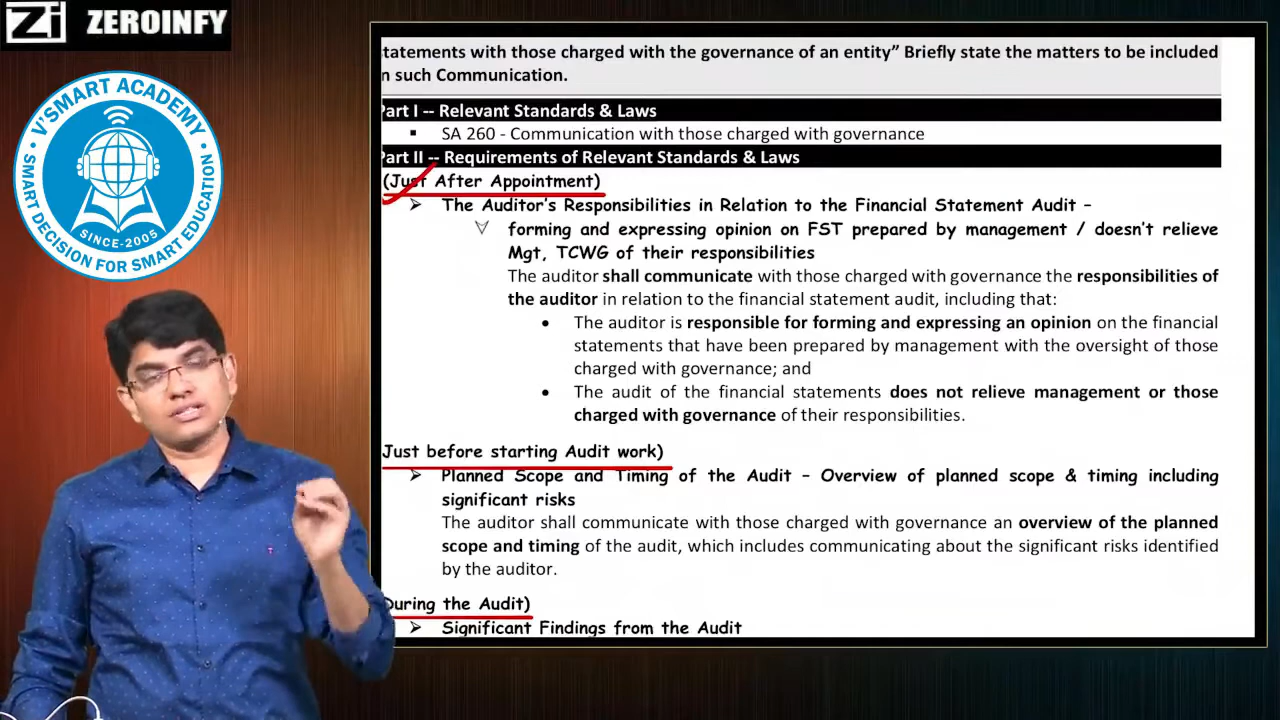 Zi ZEROINFY
V'SMART ACADEMY
SMART DECISION FOR SMART EDUCATION
SINCE-2005
tatements with those charged with the governance of an entity” Briefly state the matters to be included
n such Communication.
Part I -- Relevant Standards & Laws
▪ SA 260 - Communication with those charged with governance
Part II -- Requirements of Relevant Standards & Laws
(Just After Appointment)
➢ The Auditor’s Responsibilities in Relation to the Financial Statement Audit –
forming and expressing opinion on FST prepared by management / doesn’t relieve
Mgt, TCWG of their responsibilities
The auditor shall communicate with those charged with governance the responsibilities of
the auditor in relation to the financial statement audit, including that:
• The auditor is responsible for forming and expressing an opinion on the financial
statements that have been prepared by management with the oversight of those
charged with governance; and
• The audit of the financial statements does not relieve management or those
charged with governance of their responsibilities.
Just before starting Audit work)
➢ Planned Scope and Timing of the Audit – Overview of planned scope & timing including
significant risks
The auditor shall communicate with those charged with governance an overview of the planned
scope and timing of the audit, which includes communicating about the significant risks identified
by the auditor.
During the Audit)
➢ Significant Findings from the Audit